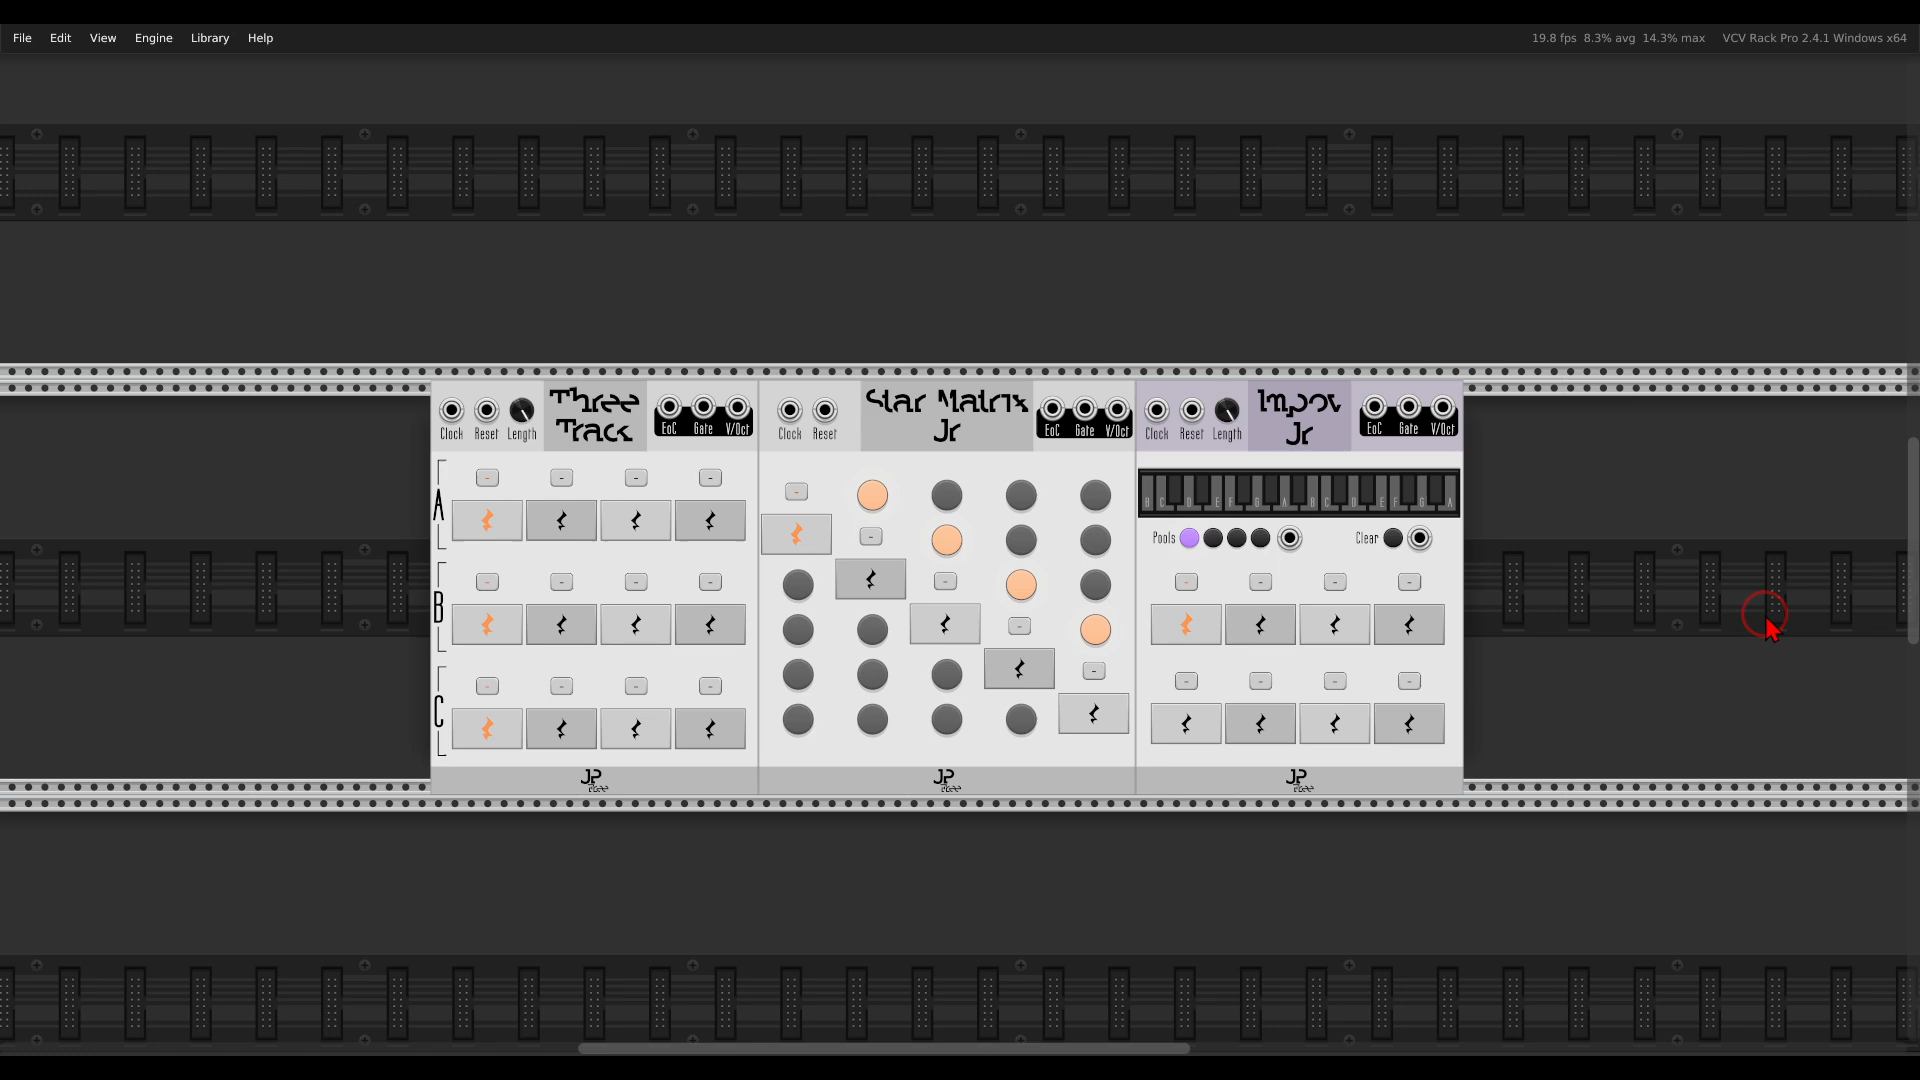 File Edit View Engine Library Help
19.8 fps 8.3% avg 14.3% max VCV Rack Pro 2.4.1 Windows x64
Three
Track
Clock Reset Length
EoC Gate V/Oct
A
B
C
JP
Star Matrix
Jr
Clock Reset
EoC Gate V/Oct
JP
Improv
Jr
Clock Reset Length
EoC Gate V/Oct
B C D E F G A B C D E F G A
Pools Clear
JP